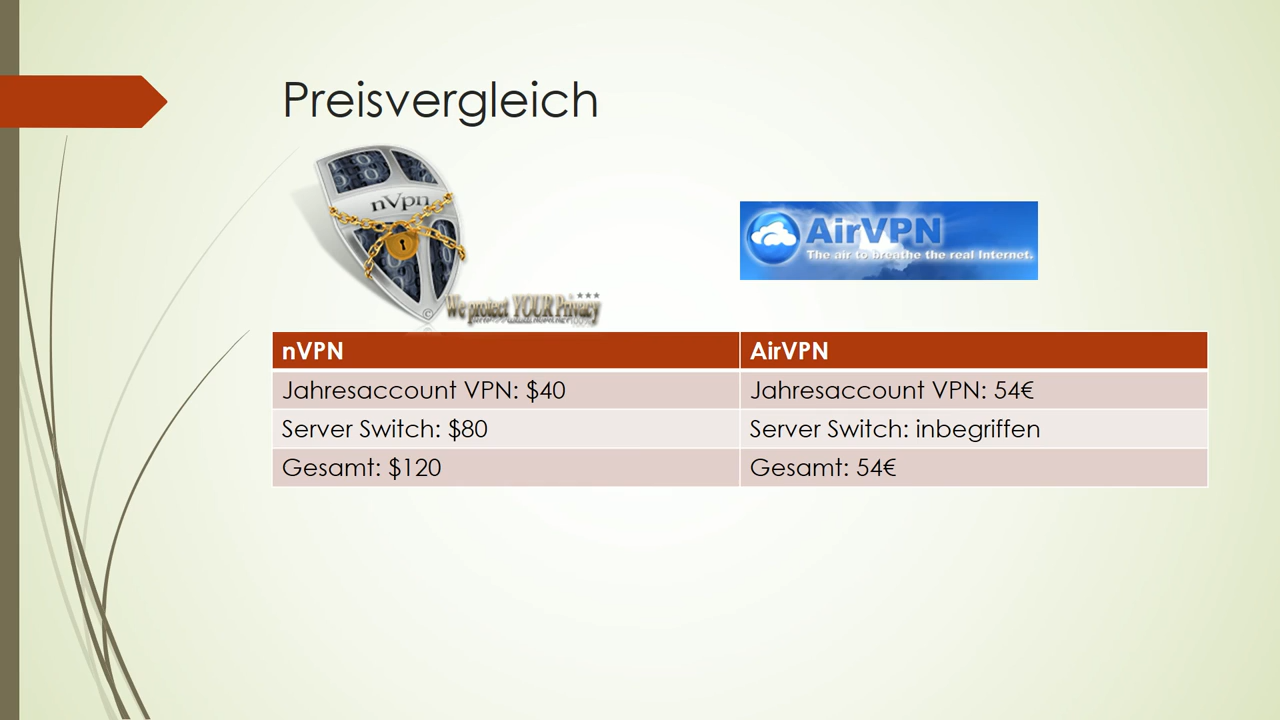 Preisvergleich
nVpn
We protect YOUR Privacy
AirVPN
The air to breathe the real Internet.
nVPN
AirVPN
Jahresaccount VPN: $40
Jahresaccount VPN: 54€
Server Switch: $80
Server Switch: inbegriffen
Gesamt: $120
Gesamt: 54€